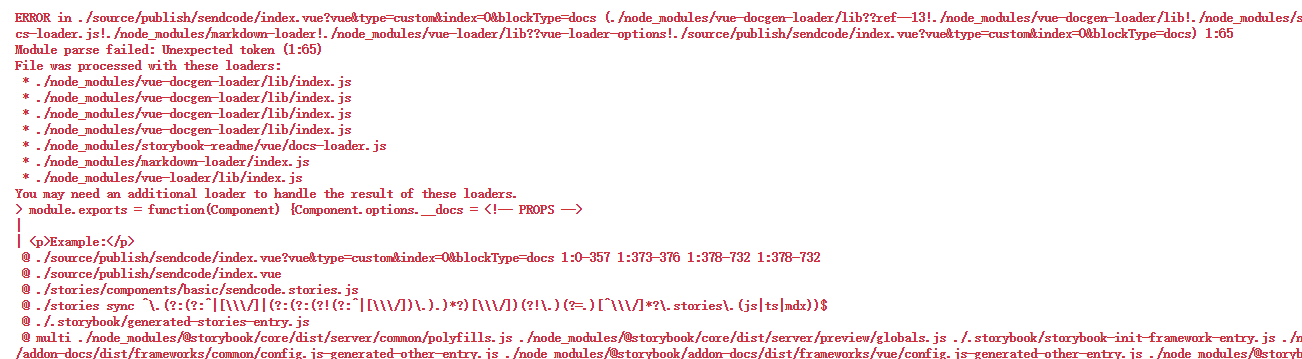 ERROR in ./source/publish/sendcode/index.vue?vue&type=custom&index=0&blockType=docs (./node_modules/vue-docgen-loader/lib??ref--13!./node_modules/vue-docgen-loader/lib!./node_modules/s
cs-loader.js!./node_modules/markdown-loader!./node_modules/vue-loader/lib??vue-loader-options!./source/publish/sendcode/index.vue?vue&type=custom&index=0&blockType=docs) 1:65
Module parse failed: Unexpected token (1:65)
File was processed with these loaders:
* ./node_modules/vue-docgen-loader/lib/index.js
* ./node_modules/vue-docgen-loader/lib/index.js
* ./node_modules/vue-docgen-loader/lib/index.js
* ./node_modules/vue-docgen-loader/lib/index.js
* ./node_modules/storybook-readme/vue/docs-loader.js
* ./node_modules/markdown-loader/index.js
* ./node_modules/vue-loader/lib/index.js
You may need an additional loader to handle the result of these loaders.
> module.exports = function(Component) {Component.options.__docs = <!-- PROPS -->
|
| <p>Example:</p>
@ ./source/publish/sendcode/index.vue?vue&type=custom&index=0&blockType=docs 1:0-357 1:373-376 1:378-732 1:378-732
@ ./source/publish/sendcode/index.vue
@ ./stories/components/basic/sendcode.stories.js
@ ./stories sync ^\.(?:(?:^|[\\\/]|(?:(?:(?!(?:^|[\\\/])\.).)*?)[\\\/])(?!\.)(?=.)[^\\\/]*?\.stories\.(js|ts|mdx))$
@ ./.storybook/generated-stories-entry.js
@ multi ./node_modules/@storybook/core/dist/server/common/polyfills.js ./node_modules/@storybook/core/dist/server/preview/globals.js ./.storybook/storybook-init-framework-entry.js ./n
/addon-docs/dist/frameworks/common/config.js-generated-other-entry.js ./node_modules/@storybook/addon-docs/dist/frameworks/vue/config.js-generated-other-entry.js ./node_modules/@story